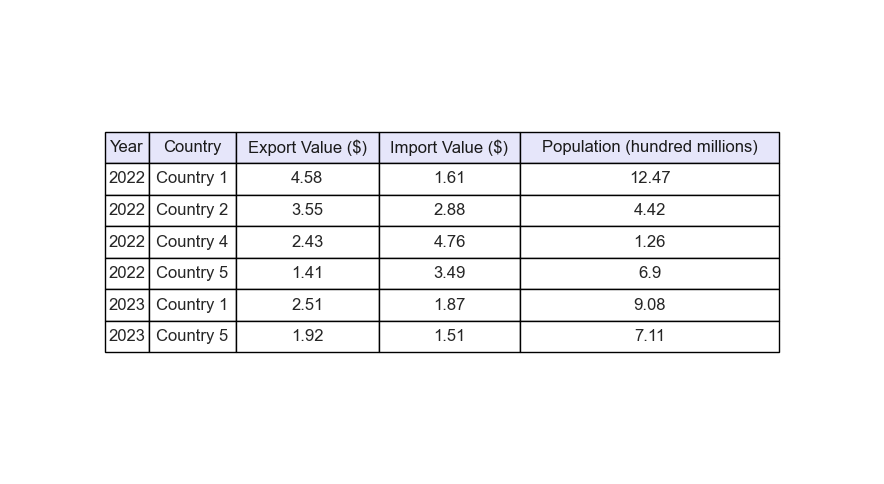 Year Country Export Value ($) Import Value ($) Population (hundred millions)
2022 Country 1 4.58 1.61 12.47
2022 Country 2 3.55 2.88 4.42
2022 Country 4 2.43 4.76 1.26
2022 Country 5 1.41 3.49 6.9
2023 Country 1 2.51 1.87 9.08
2023 Country 5 1.92 1.51 7.11